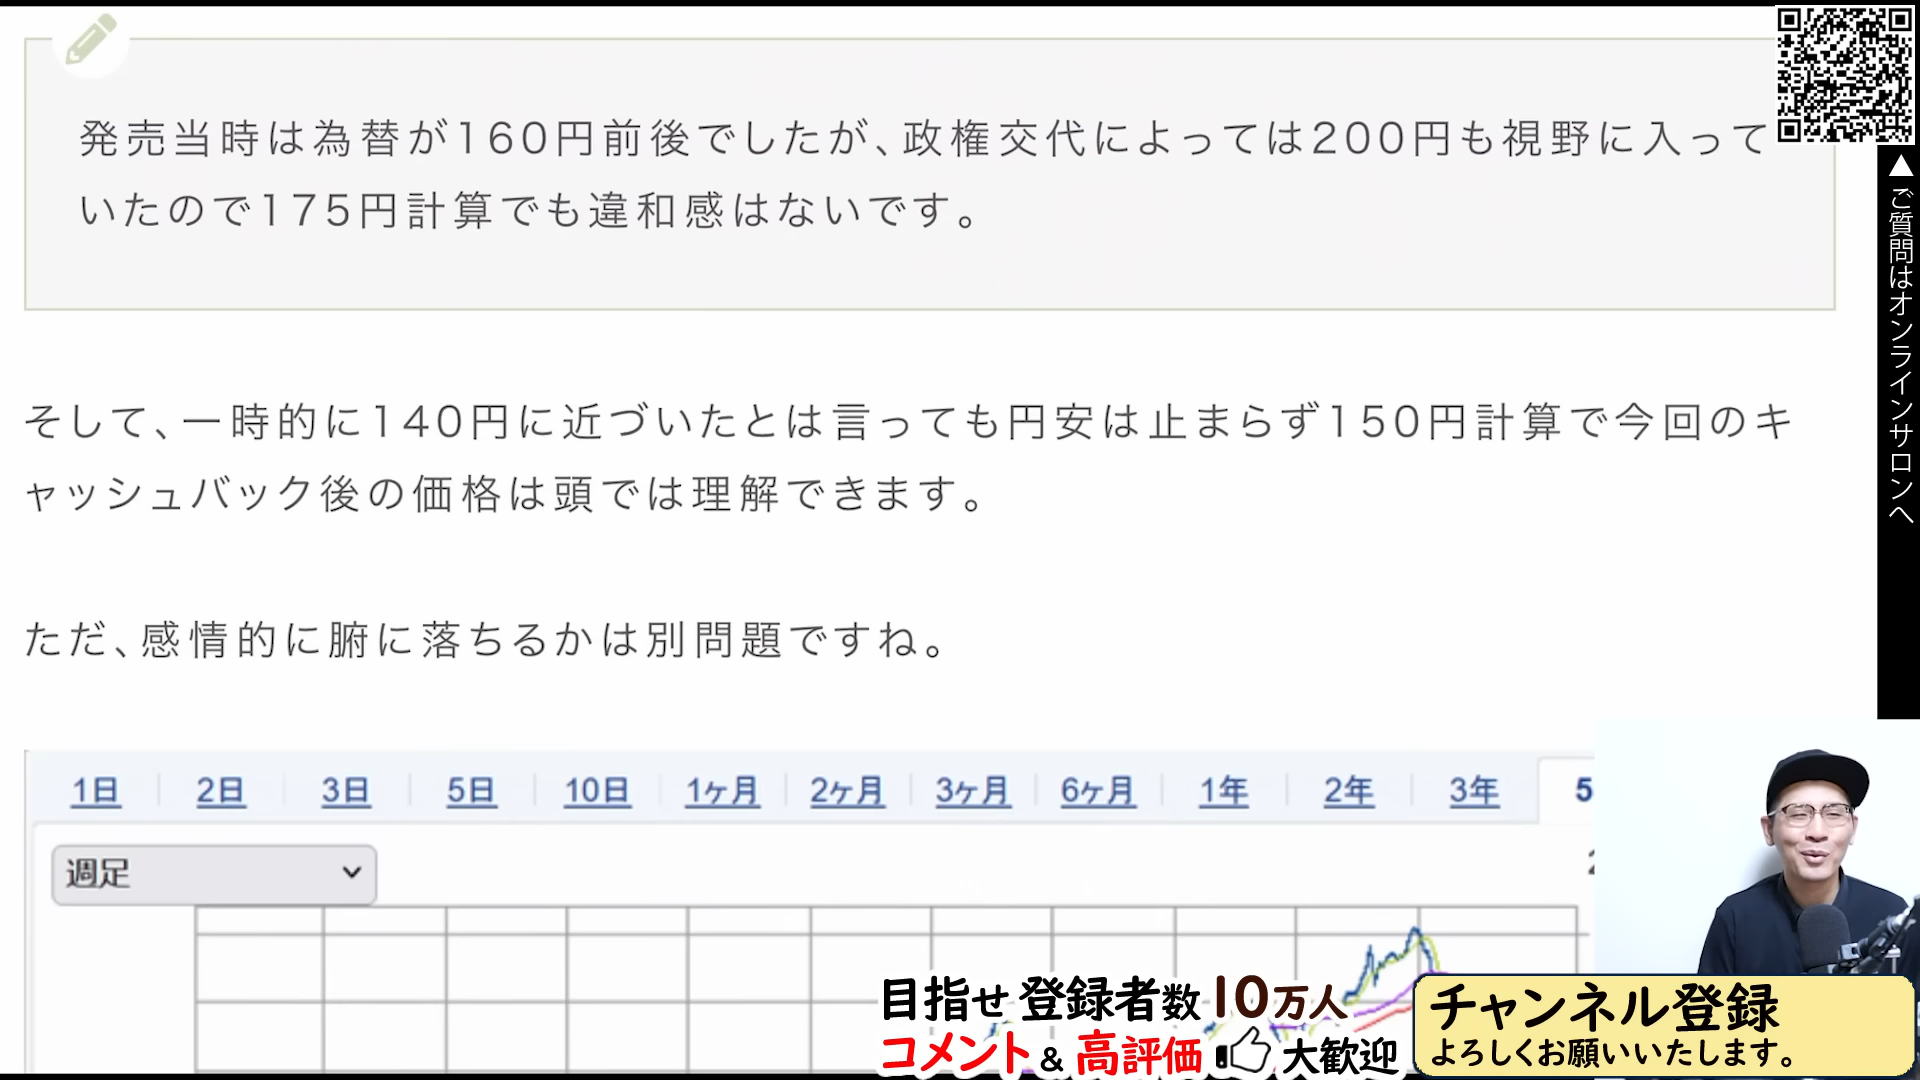 発売当時は為替が160円前後でしたが、政権交代によっては200円も視野に入って
いたので175円計算でも違和感はないです。
▲ご質問はオンラインサロンへ
そして、一時的に140円に近づいたとは言っても円安は止まらず150円計算で今回のキ
ャッシュバック後の価格は頭では理解できます。
ただ、感情的に腑に落ちるかは別問題ですね。
1日 2日 3日 5日 10日 1ヶ月 2ヶ月 3ヶ月 6ヶ月 1年 2年 3年 5
週足
目指せ 登録者数 10万人
コメント & 高評価 大歓迎
チャンネル登録
よろしくお願いいたします。